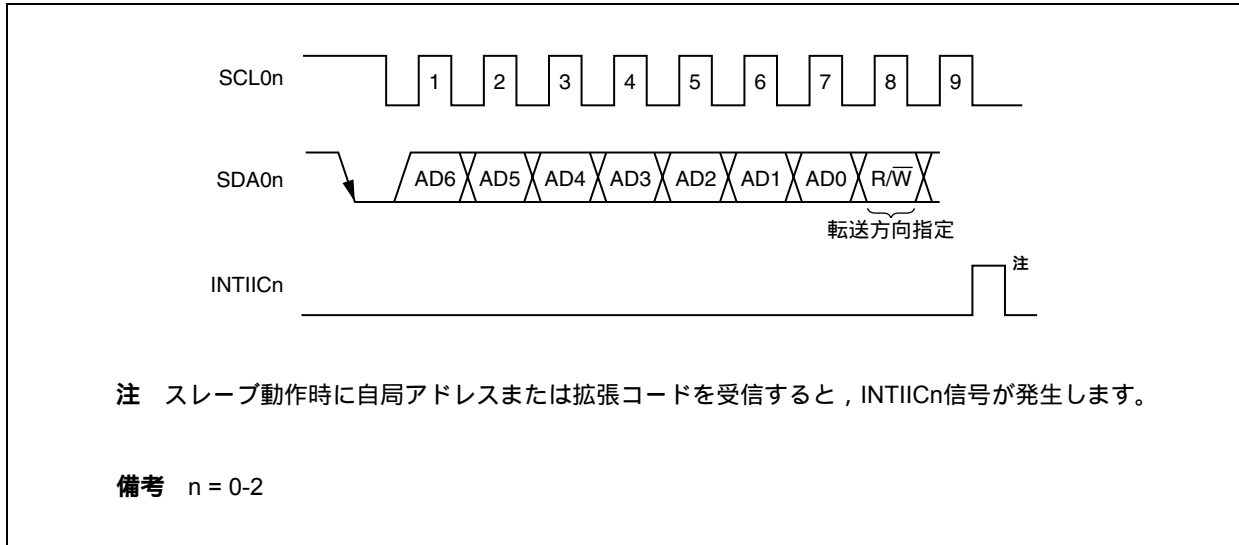 SCL0n 1 2 3 4 5 6 7 8 9
SDA0n AD6 AD5 AD4 AD3 AD2 AD1 AD0 R/W̅
転送方向指定
INTIICn 注
注 スレーブ動作時に自局アドレスまたは拡張コードを受信すると，INTIICn信号が発生します。
備考 n = 0-2